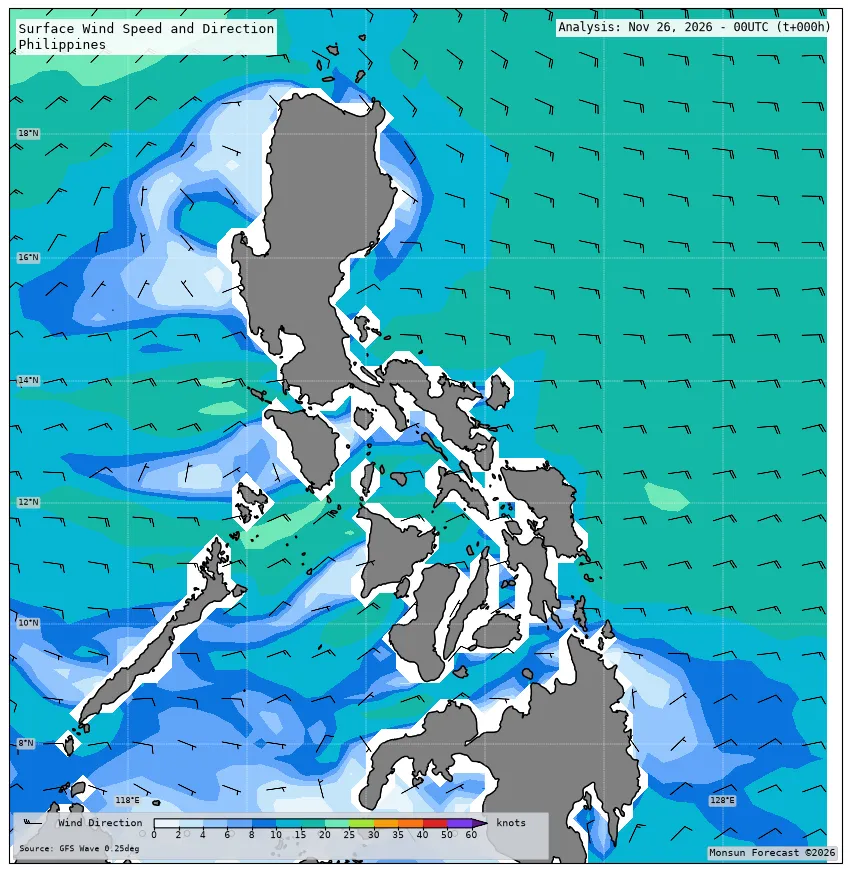 Surface Wind Speed and Direction
Philippines
Analysis: Nov 26, 2026 - 00UTC (t+000h)
18°N
16°N
14°N
12°N
10°N
8°N
118°E
128°E
Wind Direction
knots
0 2 4 6 8 10 15 20 25 30 35 40 50 60
Source: GFS Wave 0.25deg
Monsun Forecast ©2026